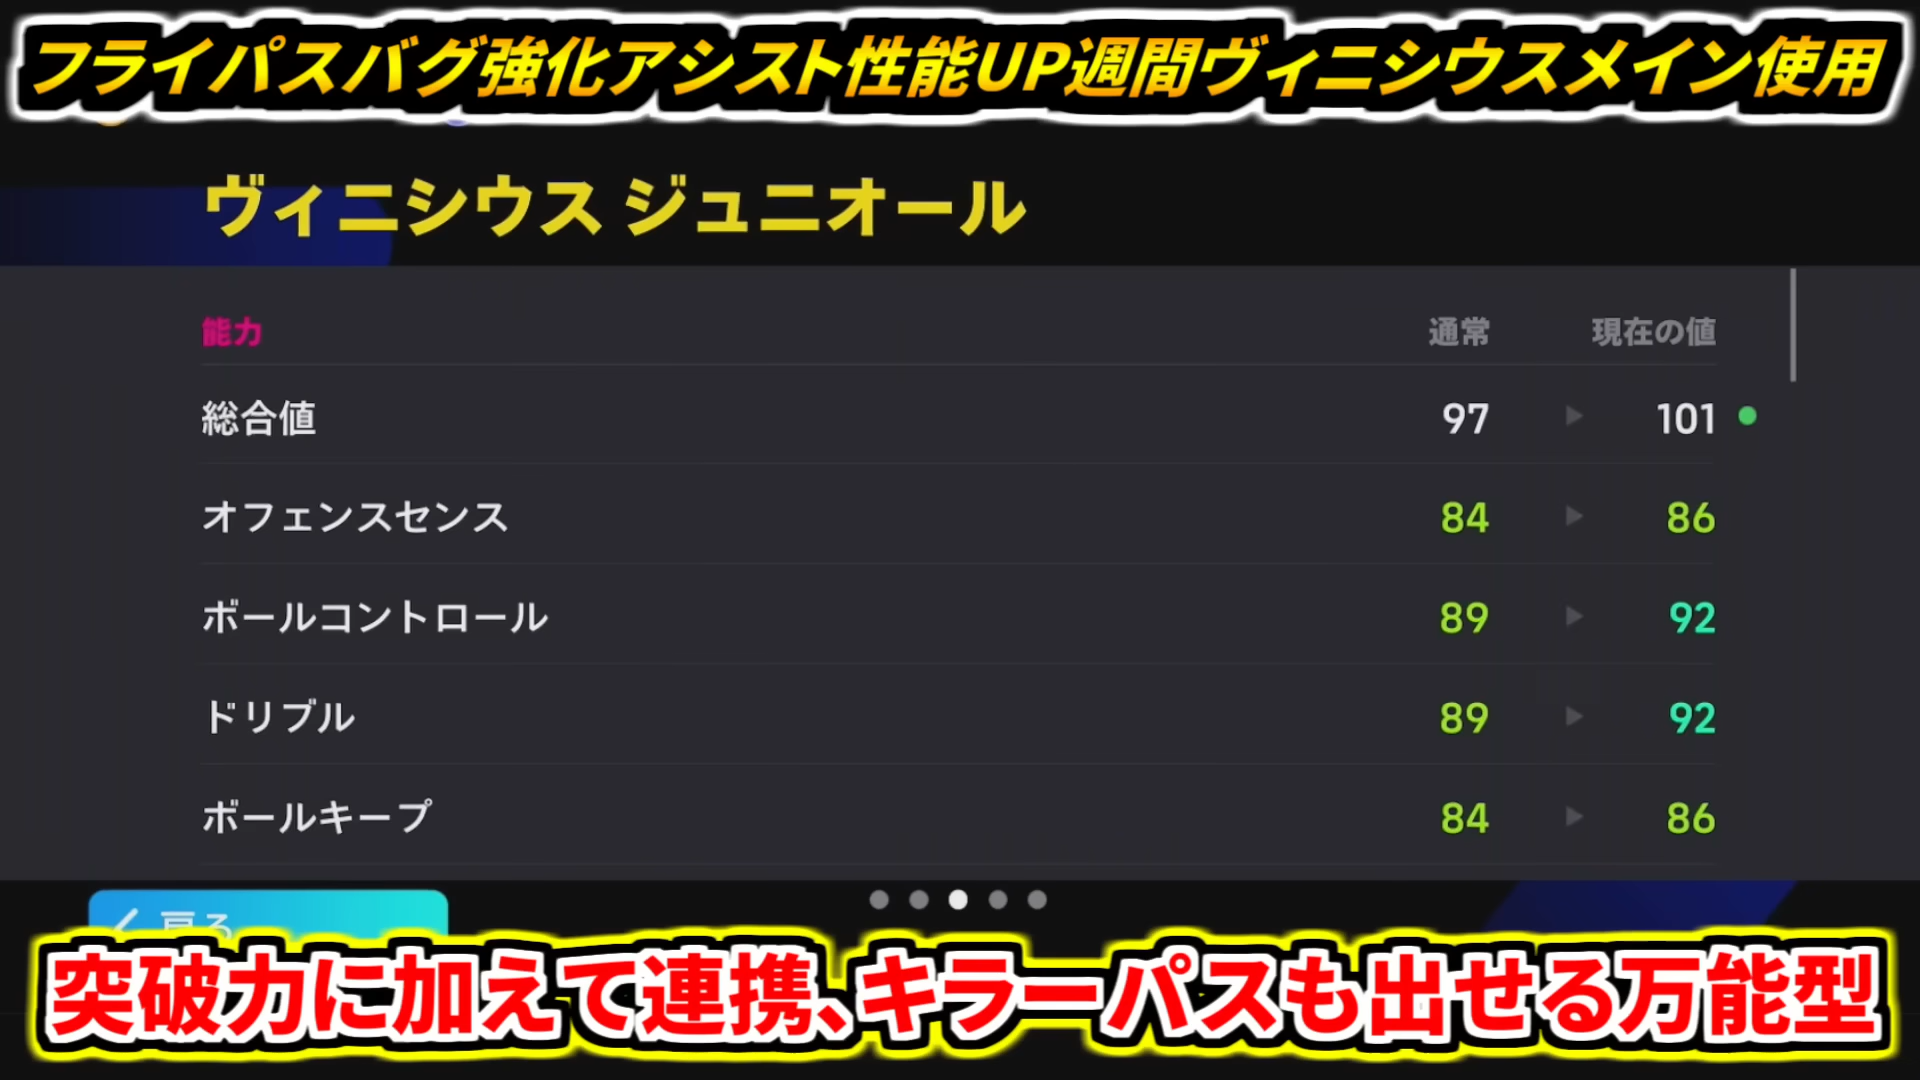 フライパスバグ強化アシスト性能UP週間ヴィニシウスメイン使用
ヴィニシウス ジュニオール
能力 通常 現在の値
総合値 97 101
オフェンスセンス 84 86
ボールコントロール 89 92
ドリブル 89 92
ボールキープ 84 86
戻る
突破力に加えて連携、キラーパスも出せる万能型